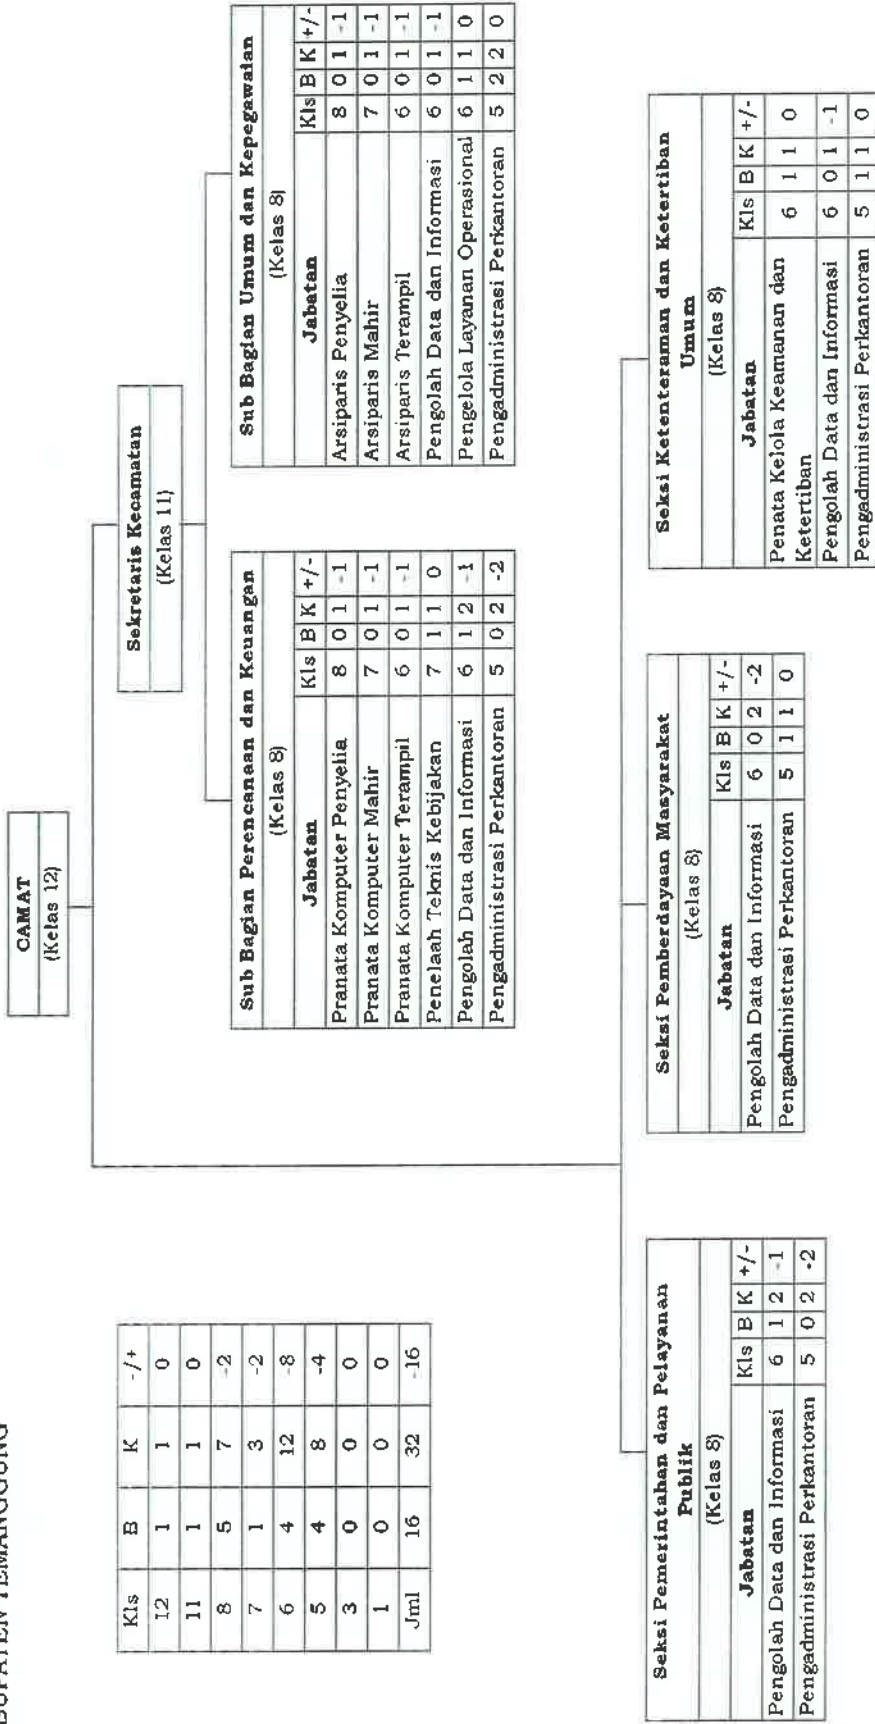 BUPATEN TEMANGGUNG
CAMAT
(Kelas 12)
Kls B K -/+
12 1 1 0
11 1 1 0
8 5 7 -2
7 1 3 -2
6 4 12 -8
5 4 8 -4
3 0 0 0
1 0 0 0
Jml 16 32 -16
Sekretaris Kecamatan
(Kelas 11)
Sub Bagian Perencanaan dan Keuangan
(Kelas 8)
Jabatan Kls B K +/-
Pranata Komputer Penyelia 8 0 1 -1
Pranata Komputer Mahir 7 0 1 -1
Pranata Komputer Terampil 6 0 1 -1
Penelaah Teknis Kebijakan 7 1 1 0
Pengolah Data dan Informasi 6 1 2 -1
Pengadministrasi Perkantoran 5 0 2 -2
Sub Bagian Umum dan Kepegawaian
(Kelas 8)
Jabatan Kls B K +/-
Arsiparis Penyelia 8 0 1 -1
Arsiparis Mahir 7 0 1 -1
Arsiparis Terampil 6 0 1 -1
Pengolah Data dan Informasi 6 0 1 -1
Pengelola Layanan Operasional 6 1 1 0
Pengadministrasi Perkantoran 5 2 2 0
Seksi Pemerintahan dan Pelayanan
Publik
(Kelas 8)
Jabatan Kls B K +/-
Pengolah Data dan Informasi 6 1 2 -1
Pengadministrasi Perkantoran 5 0 2 -2
Seksi Pemberdayaan Masyarakat
(Kelas 8)
Jabatan Kls B K +/-
Pengolah Data dan Informasi 6 0 2 -2
Pengadministrasi Perkantoran 5 1 1 0
Seksi Ketenteraman dan Ketertiban
Umum
(Kelas 8)
Jabatan Kls B K +/-
Penata Kelola Keamanan dan
Ketertiban 6 1 1 0
Pengolah Data dan Informasi 6 0 1 -1
Pengadministrasi Perkantoran 5 1 1 0